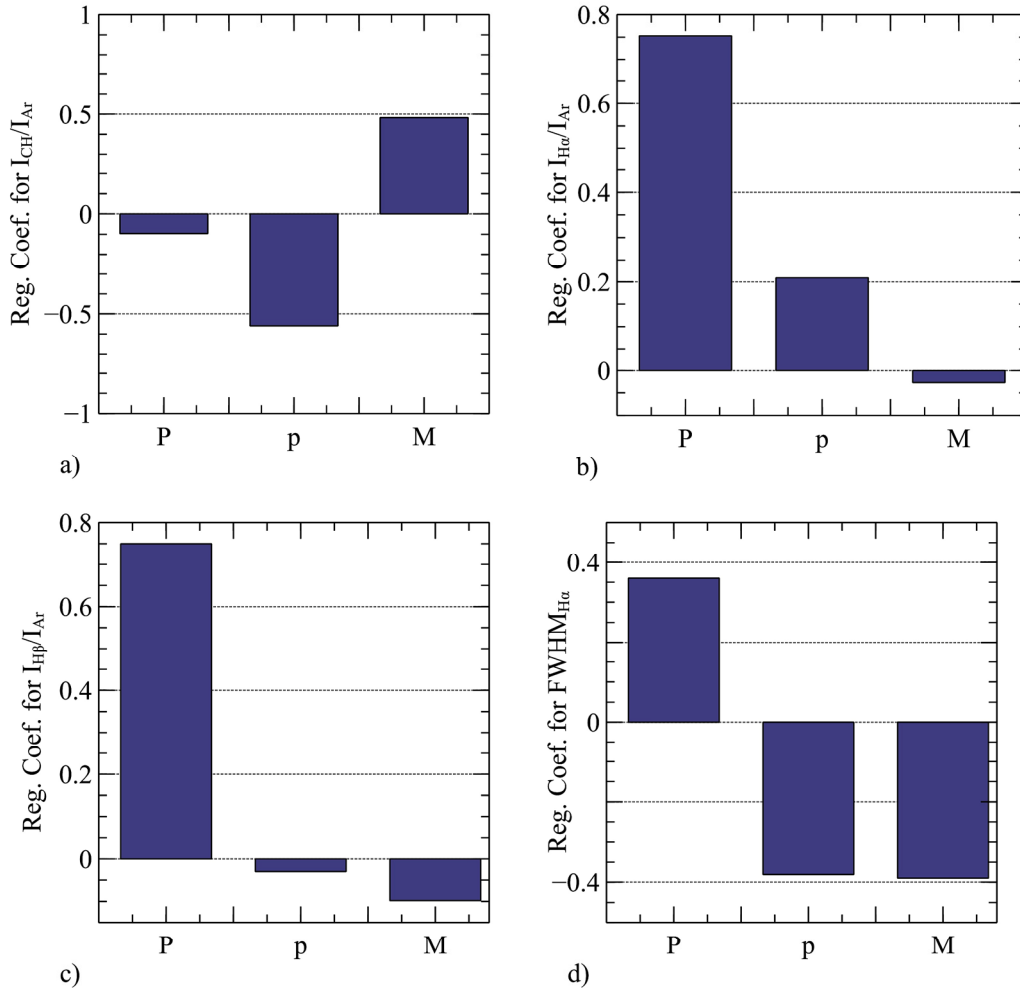 Reg. Coef. for I_CH/I_Ar
1
0.5
0
−0.5
−1
P p M
a)
Reg. Coef. for I_Hα/I_Ar
0.8
0.6
0.4
0.2
0
P p M
b)
Reg. Coef. for I_Hβ/I_Ar
0.8
0.6
0.4
0.2
0
P p M
c)
Reg. Coef. for FWHM_Hα
0.4
0
−0.4
P p M
d)